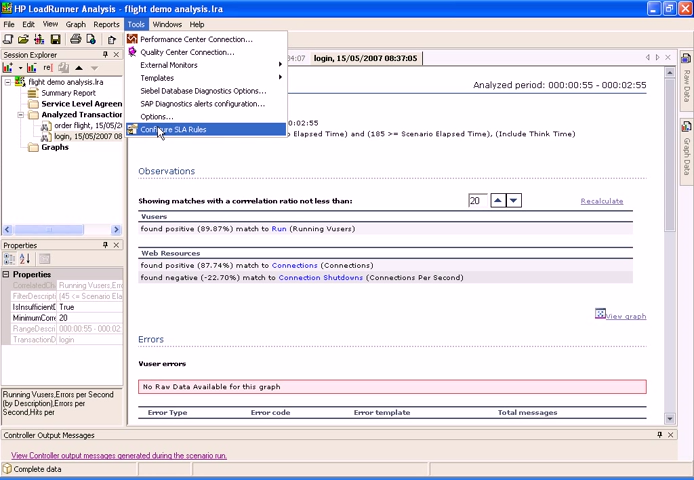 HP LoadRunner Analysis - flight demo analysis.lra
File Edit View Graph Reports Tools Windows Help
Performance Center Connection...
Quality Center Connection...
External Monitors
Templates
Siebel Database Diagnostics Options...
SAP Diagnostics alerts configuration...
Options...
Configure SLA Rules
Session Explorer
flight demo analysis.lra
Summary Report
Service Level Agreen
Analyzed Transaction
order flight, 15/05/2
login, 15/05/2007 08
Graphs
Properties
Properties
Running Vusers,Err
[45 <= Scenario Ela
True
20
000:00:55 - 000:02:
login
Running Vusers,Errors per Second
(by Description),Errors per
Second,Hits per
04:07 login, 15/05/2007 08:37:05
Analyzed period: 000:00:55 - 000:02:55
02:55
Elapsed Time) and (185 >= Scenario Elapsed Time), (Include Think Time)
Observations
Showing matches with a corrrelation ratio not less than: 20 Recalculate
Vusers
found positive (89.87%) match to Run (Running Vusers)
Web Resources
found positive (87.74%) match to Connections (Connections)
found negative (-22.70%) match to Connection Shutdowns (Connections Per Second)
View graph
Errors
Vuser errors
No Raw Data Available for this graph
Error Type Error code Error template Total messages
Raw Data
Graph Data
Controller Output Messages
View Controller output messages generated during the scenario run.
Complete data